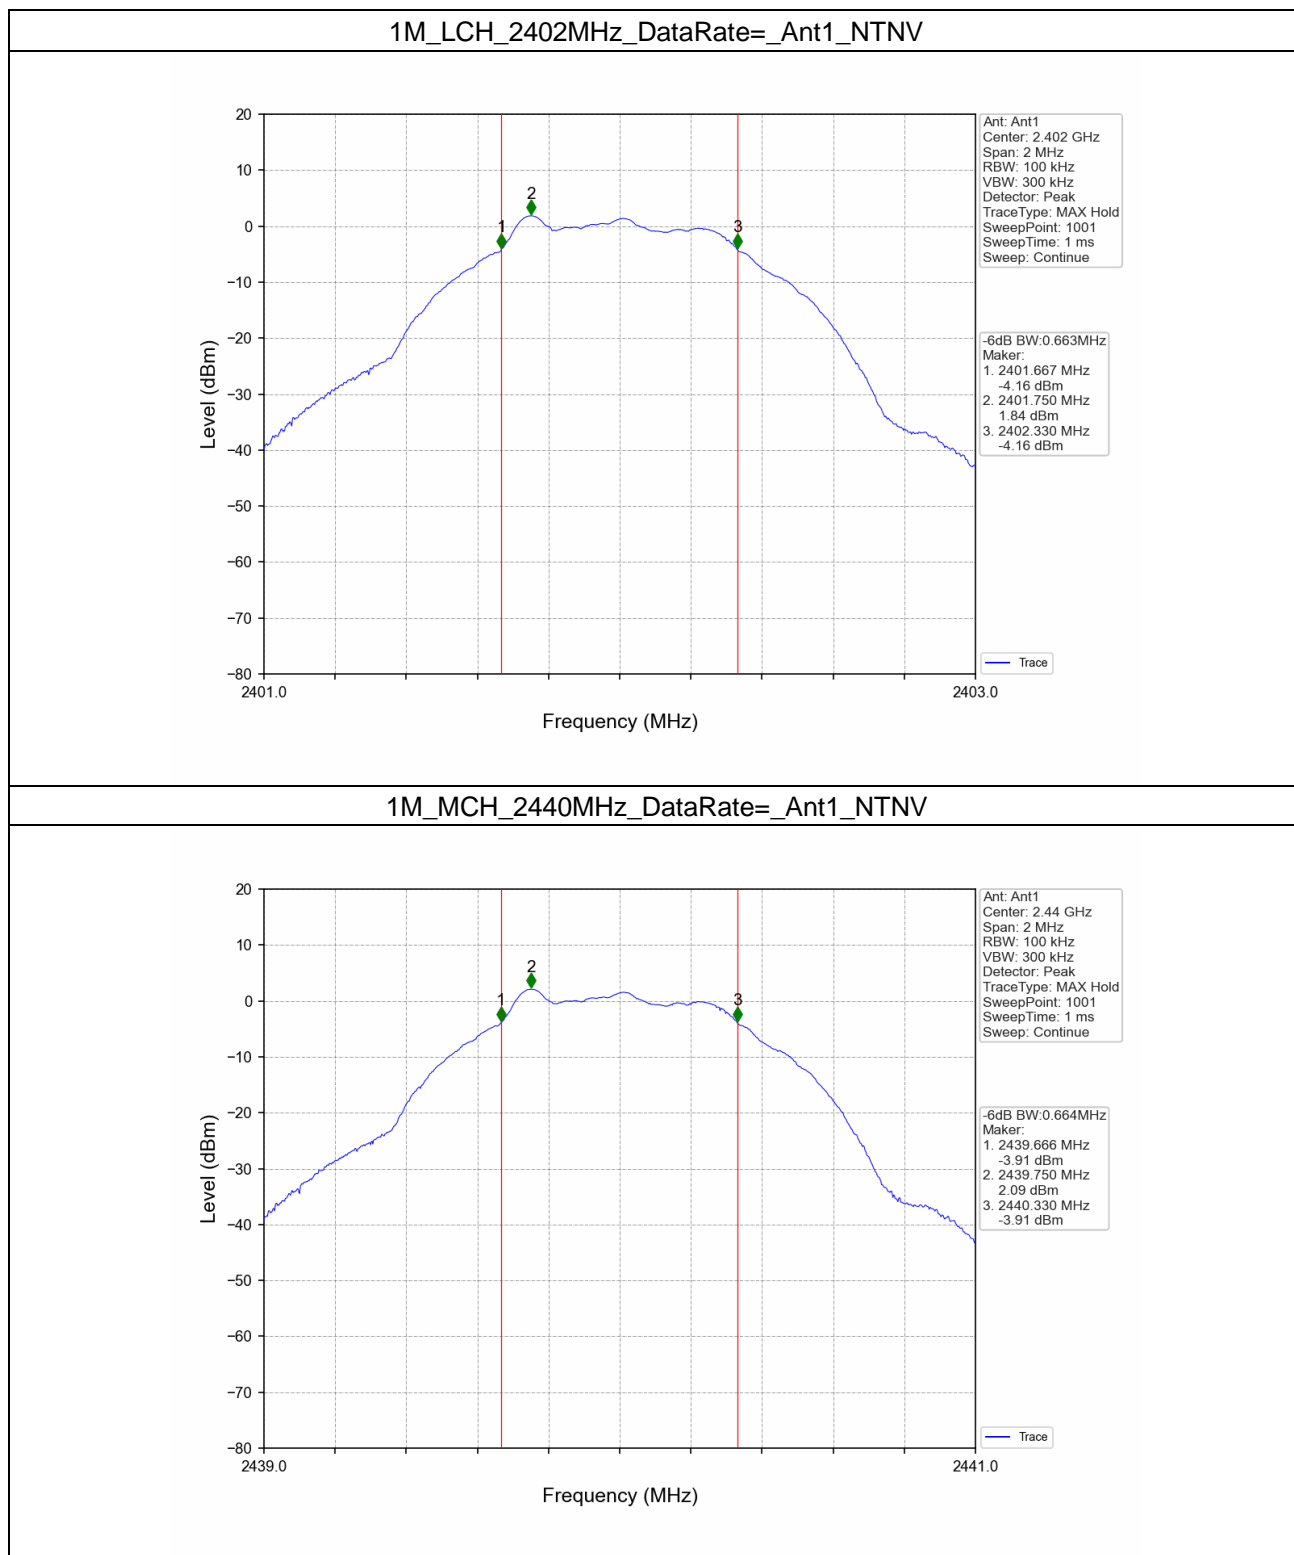 1M_LCH_2402MHz_DataRate=_Ant1_NTNV
20
10
0
−10
−20
−30
−40
−50
−60
−70
−80
Level (dBm)
1
2
3
2401.0
2403.0
Frequency (MHz)
Ant: Ant1
Center: 2.402 GHz
Span: 2 MHz
RBW: 100 kHz
VBW: 300 kHz
Detector: Peak
TraceType: MAX Hold
SweepPoint: 1001
SweepTime: 1 ms
Sweep: Continue
-6dB BW:0.663MHz
Maker:
1. 2401.667 MHz
-4.16 dBm
2. 2401.750 MHz
1.84 dBm
3. 2402.330 MHz
-4.16 dBm
Trace
1M_MCH_2440MHz_DataRate=_Ant1_NTNV
20
10
0
−10
−20
−30
−40
−50
−60
−70
−80
Level (dBm)
1
2
3
2439.0
2441.0
Frequency (MHz)
Ant: Ant1
Center: 2.44 GHz
Span: 2 MHz
RBW: 100 kHz
VBW: 300 kHz
Detector: Peak
TraceType: MAX Hold
SweepPoint: 1001
SweepTime: 1 ms
Sweep: Continue
-6dB BW:0.664MHz
Maker:
1. 2439.666 MHz
-3.91 dBm
2. 2439.750 MHz
2.09 dBm
3. 2440.330 MHz
-3.91 dBm
Trace